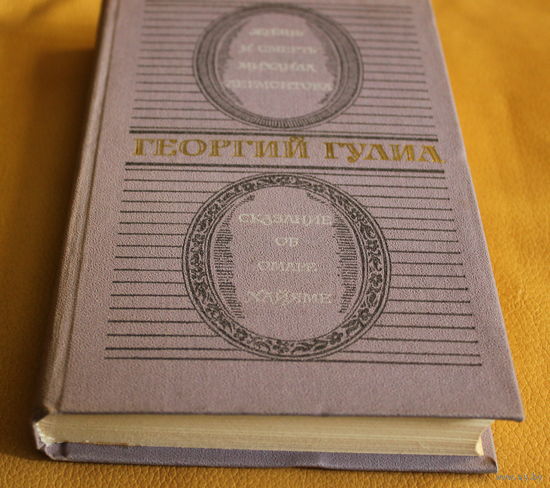 ЖИЗНЬ
И СМЕРТЬ
МИХАИЛА
ЛЕРМОНТОВА
ГЕОРГИЙ ГУЛИА
СКАЗАНИЕ
ОБ
ОМАРЕ
ХАЙЯМЕ